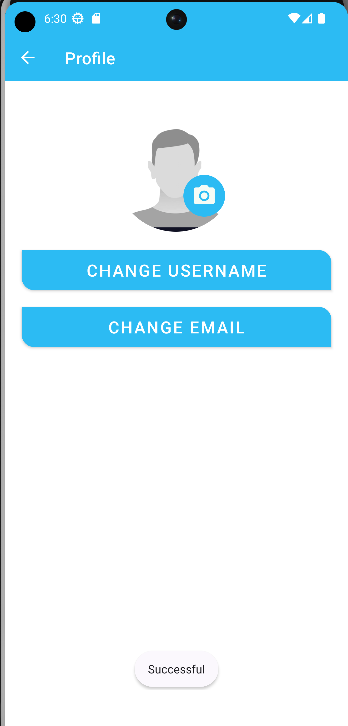 6:30
Profile
CHANGE USERNAME
CHANGE EMAIL
Successful